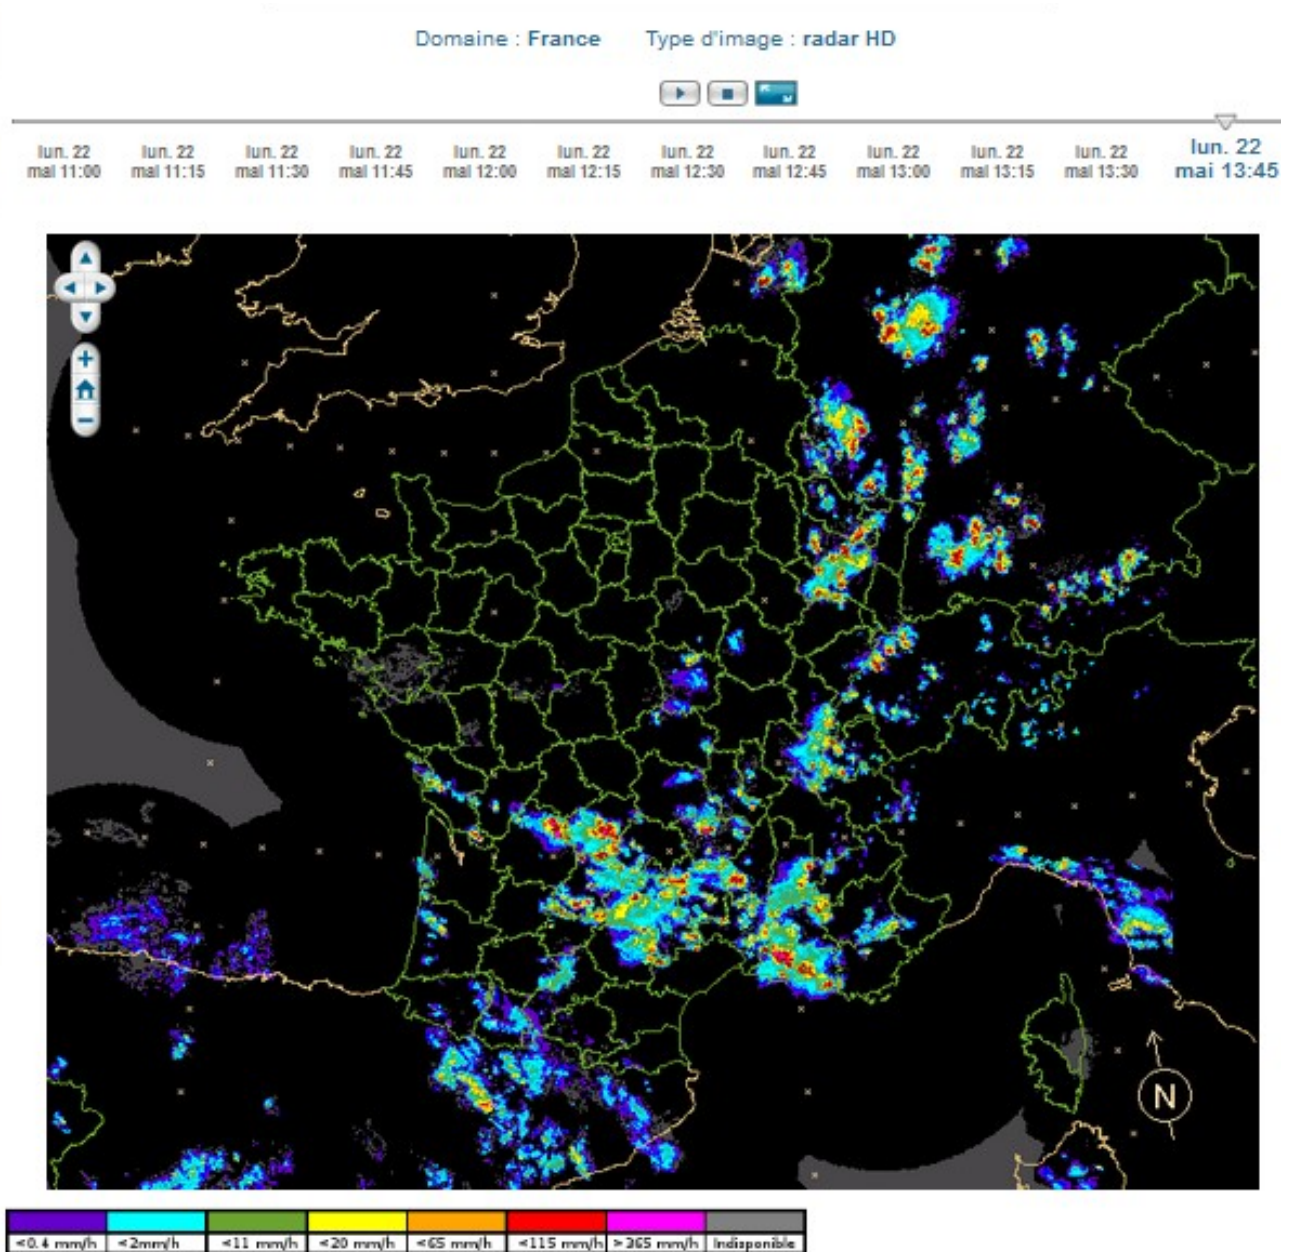 Domaine : France Type d'image : radar HD
lun. 22 lun. 22 lun. 22 lun. 22 lun. 22 lun. 22 lun. 22 lun. 22 lun. 22 lun. 22 lun. 22 lun. 22
mai 11:00 mai 11:15 mai 11:30 mai 11:45 mai 12:00 mai 12:15 mai 12:30 mai 12:45 mai 13:00 mai 13:15 mai 13:30 mai 13:45
N
<0.4 mm/h <2mm/h <11 mm/h <20 mm/h <65 mm/h <115 mm/h >365 mm/h Indisponible